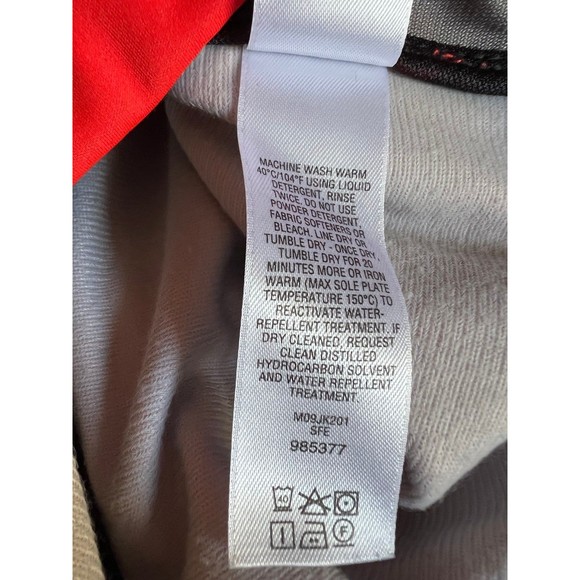 MACHINE WASH WARM
40°C/104°F USING LIQUID
DETERGENT, RINSE
TWICE, DO NOT USE
POWDER DETERGENT,
FABRIC SOFTENERS OR
BLEACH, LINE DRY OR
TUMBLE DRY - ONCE DRY,
TUMBLE DRY FOR 20
MINUTES MORE OR IRON
WARM (MAX SOLE PLATE
TEMPERATURE 150°C) TO
REACTIVATE WATER-
REPELLENT TREATMENT. IF
DRY CLEANED, REQUEST
CLEAN DISTILLED
HYDROCARBON SOLVENT
AND WATER REPELLENT
TREATMENT.
M09JK201
SFE
985377
40
F